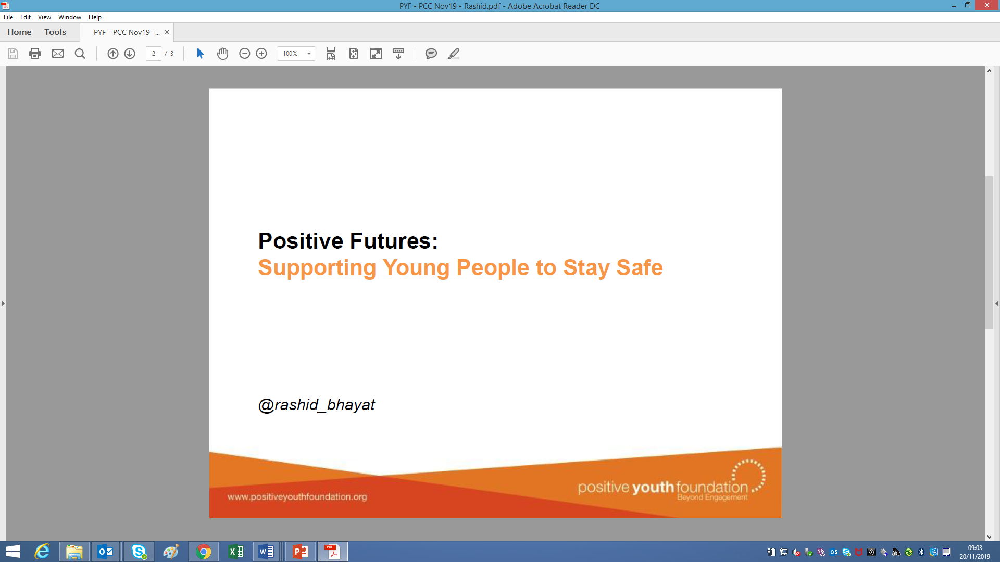 PYF - PCC Nov19 - Rashid.pdf - Adobe Acrobat Reader DC
File Edit View Window Help
Home Tools PYF - PCC Nov19 -...
2 / 3 100%
Positive Futures:
Supporting Young People to Stay Safe
@rashid_bhayat
www.positiveyouthfoundation.org
positive youth foundation
Beyond Engagement
09:03
20/11/2019